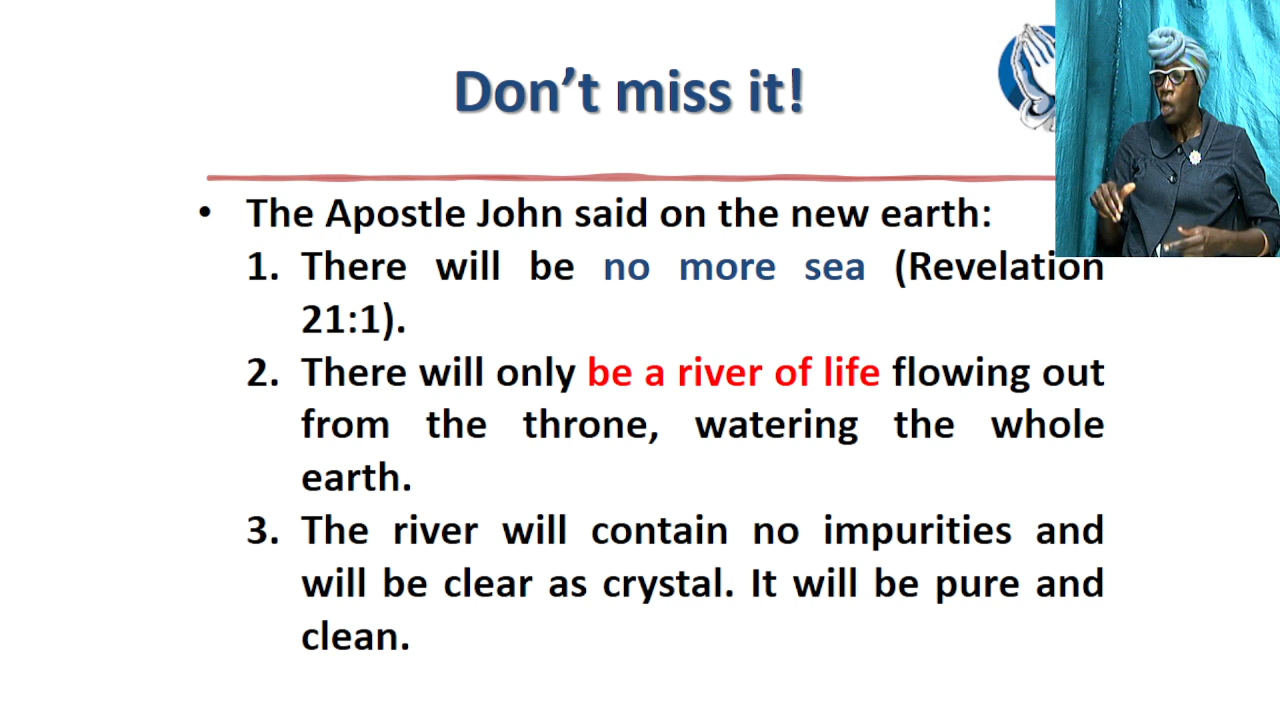 Don't miss it!
• The Apostle John said on the new earth:
1. There will be no more sea (Revelation
21:1).
2. There will only be a river of life flowing out
from the throne, watering the whole
earth.
3. The river will contain no impurities and
will be clear as crystal. It will be pure and
clean.